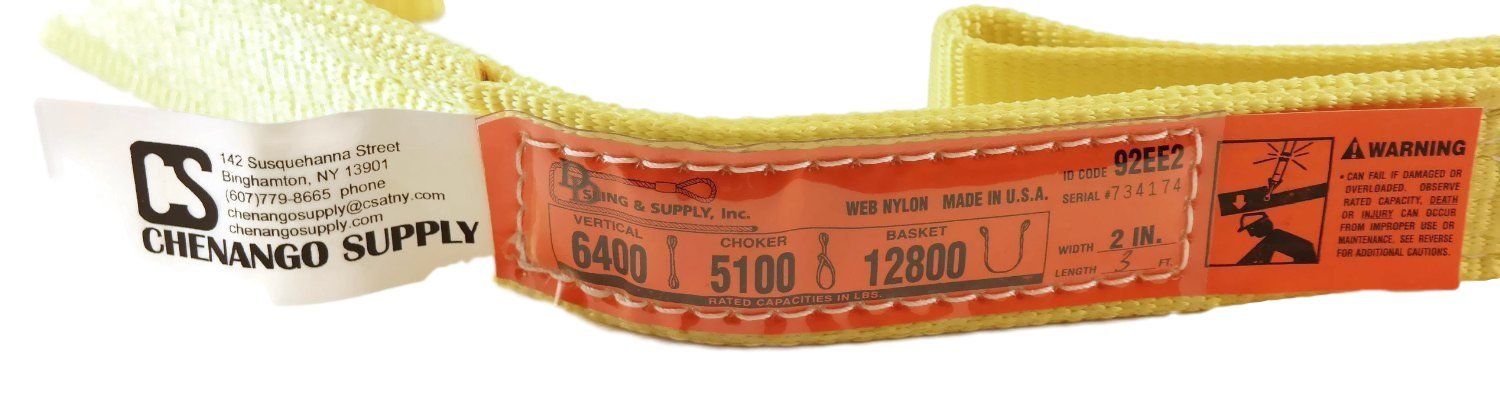 CS
142 Susquehanna Street
Binghamton, NY 13901
(607)779-8665 phone
chenangosupply@csatny.com
chenangosupply.com
CHENANGO SUPPLY
SLING & SUPPLY, Inc.
WEB NYLON MADE IN U.S.A.
ID CODE 92EE2
SERIAL #734174
VERTICAL
6400
CHOKER
5100
BASKET
12800
RATED CAPACITIES IN LBS.
WIDTH 2 IN.
LENGTH 3 FT.
WARNING
• CAN FAIL IF DAMAGED OR
OVERLOADED. OBSERVE
RATED CAPACITY, DEATH
OR INJURY CAN OCCUR
FROM IMPROPER USE OR
MAINTENANCE. SEE REVERSE
FOR ADDITIONAL CAUTIONS.